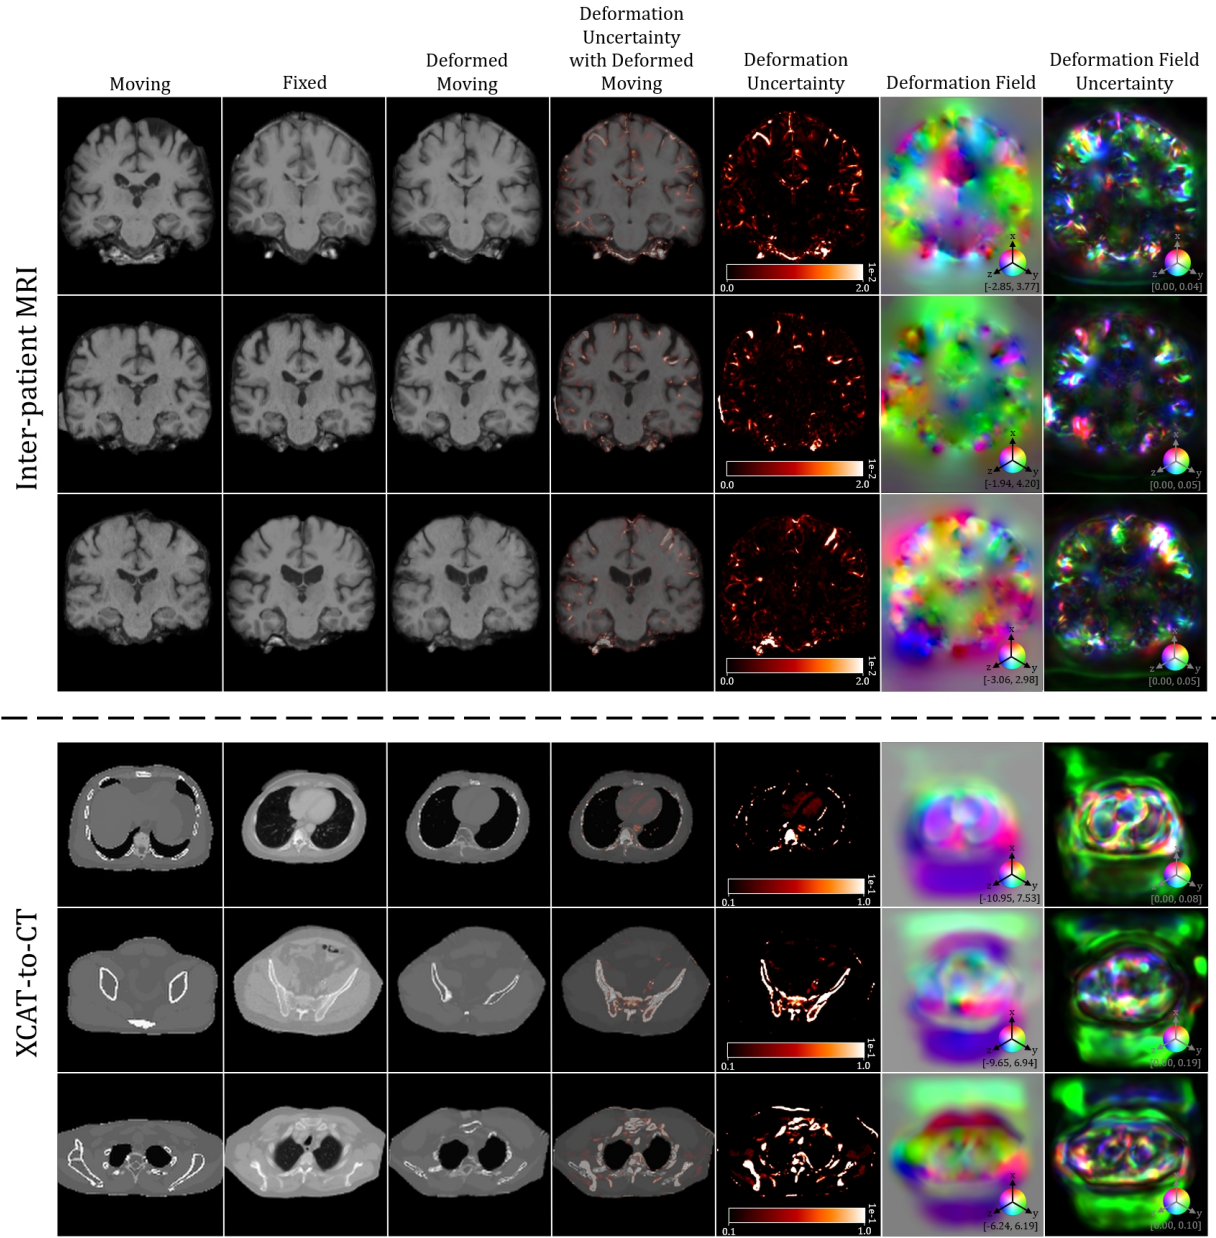 Moving
Fixed
Deformed
Moving
Deformation
Uncertainty
with Deformed
Moving
Deformation
Uncertainty
Deformation Field
Deformation Field
Uncertainty
Inter-patient MRI
0.0 2.0
1e-2
x
z y
[-2.85, 3.77]
x
z y
[0.00, 0.04]
0.0 2.0
1e-2
x
z y
[-1.94, 4.20]
x
z y
[0.00, 0.05]
0.0 2.0
1e-2
x
z y
[-3.06, 2.98]
x
z y
[0.00, 0.05]
XCAT-to-CT
0.1 1.0
1e-1
x
z y
[-10.95, 7.53]
x
z y
[0.00, 0.08]
0.1 1.0
1e-1
x
z y
[-9.65, 6.94]
x
z y
[0.00, 0.19]
0.1 1.0
1e-1
x
z y
[-6.24, 6.19]
x
z y
[0.00, 0.10]